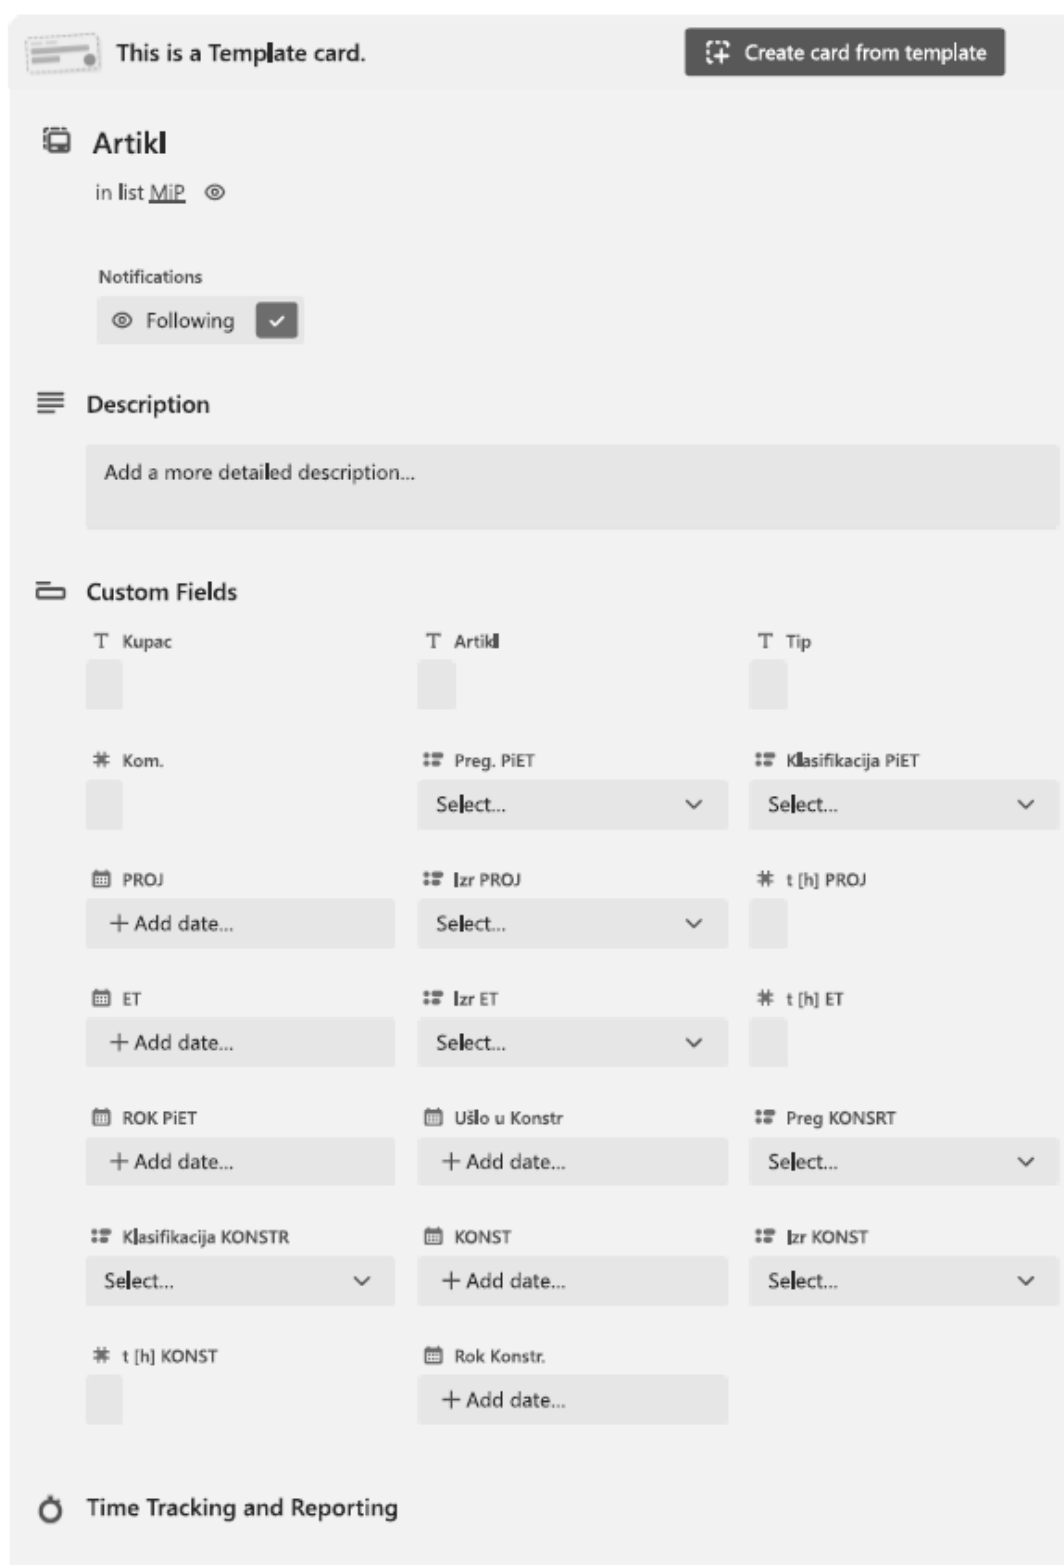 This is a Template card.
Create card from template
Artikl
in list MiP
Notifications
Following
Description
Add a more detailed description...
Custom Fields
Kupac
Artikl
Tip
Kom.
Preg. PiET
Klasifikacija PiET
Select...
Select...
PROJ
Izr PROJ
t [h] PROJ
+ Add date...
Select...
ET
Izr ET
t [h] ET
+ Add date...
Select...
ROK PiET
Ušlo u Konstr
Preg KONSRT
+ Add date...
+ Add date...
Select...
Klasifikacija KONSTR
KONST
Izr KONST
Select...
+ Add date...
Select...
t [h] KONST
Rok Konstr.
+ Add date...
Time Tracking and Reporting